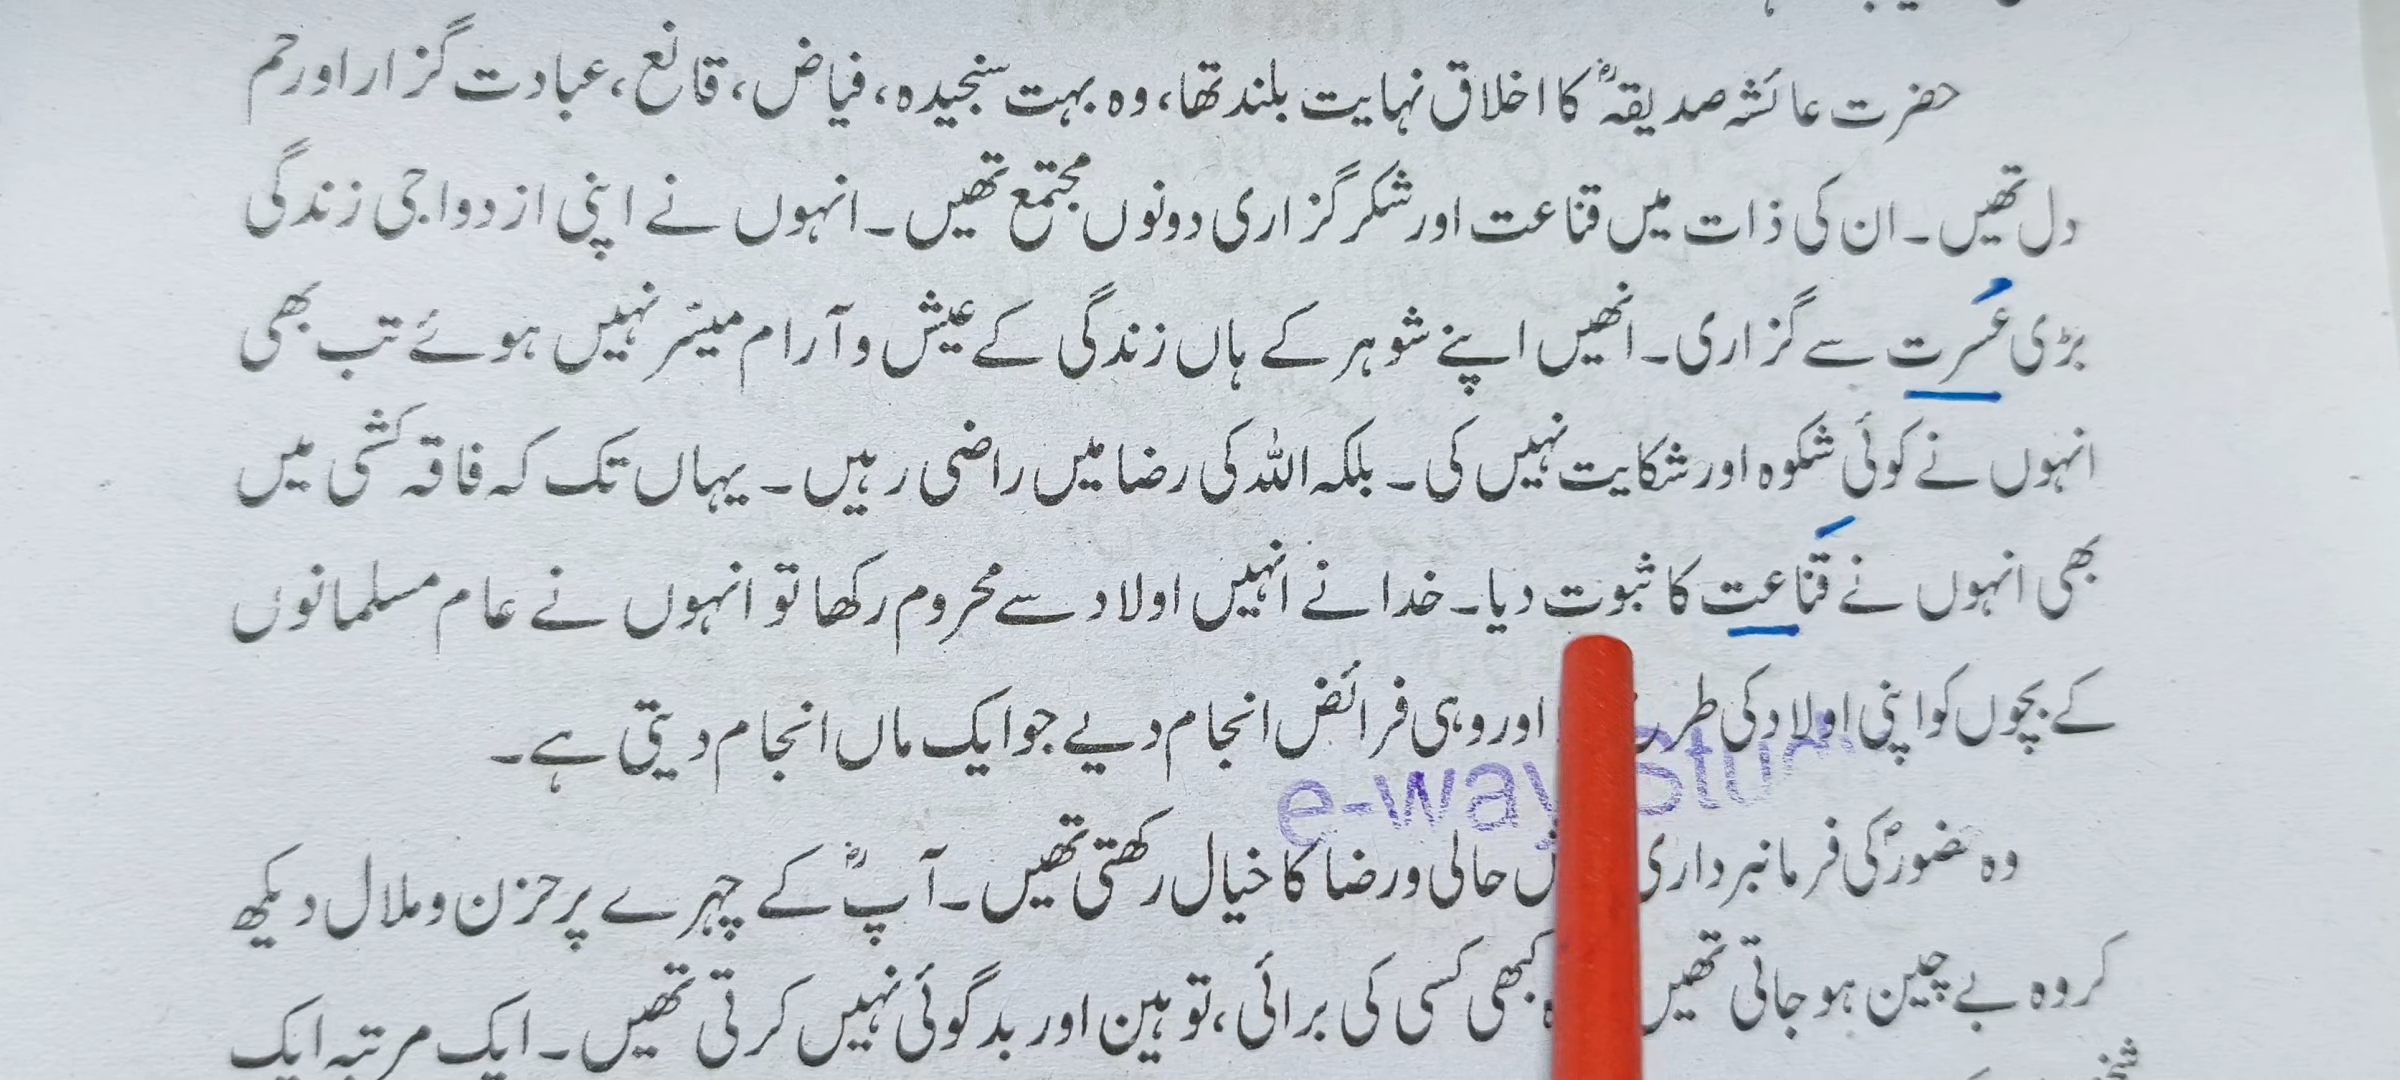 حضرت عائشہ صدیقہؓ کا اخلاق نہایت بلند تھا، وہ بہت سنجیدہ، فیاض، قانع، عبادت گزار اور رحم
دل تھیں۔ ان کی ذات میں قناعت اور شکر گزاری دونوں مجتمع تھیں۔ انہوں نے اپنی ازدواجی زندگی
بڑی عُسرت سے گزاری۔ انھیں اپنے شوہر کے ہاں زندگی کے عیش و آرام میسّر نہیں ہوئے تب بھی
انہوں نے کوئی شکوہ اور شکایت نہیں کی۔ بلکہ اللہ کی رضا میں راضی رہیں۔ یہاں تک کہ فاقہ کشی میں
بھی انہوں نے قَناعت کا ثبوت دیا۔ خدا نے انہیں اولاد سے محروم رکھا تو انہوں نے عام مسلمانوں
کے بچوں کو اپنی اولاد کی اور وہی فرائض انجام دیے جو ایک ماں انجام دیتی ہے۔
e-way
وہ حضورؐ کی فرمانبرداری حالی و رضا کا خیال رکھتی تھیں۔ آپؐ کے چہرے پر حزن و ملال دیکھ
کر وہ بے چین ہو جاتی تھیں کبھی کسی کی برائی، توہین اور بدگوئی نہیں کرتی تھیں۔ ایک مرتبہ ایک